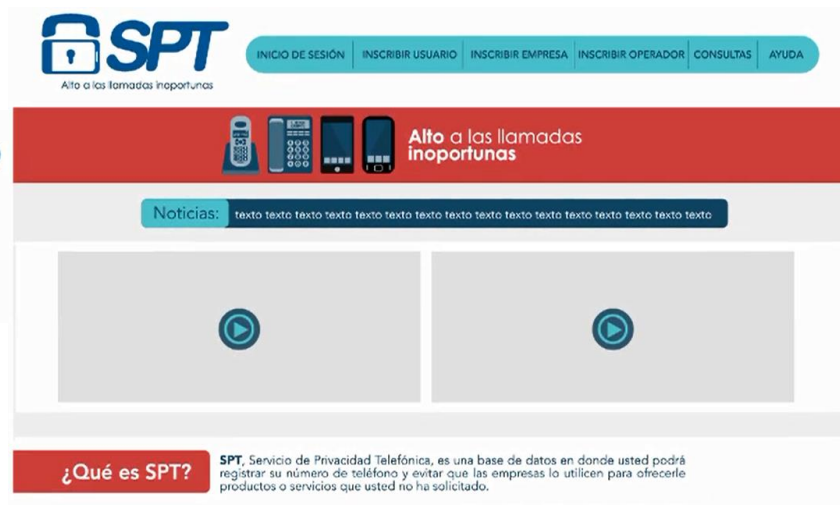 SPT
Alto a las llamadas inoportunas
INICIO DE SESIÓN INSCRIBIR USUARIO INSCRIBIR EMPRESA INSCRIBIR OPERADOR CONSULTAS AYUDA
Alto a las llamadas
inoportunas
Noticias: texto texto texto texto texto texto texto texto texto texto texto texto texto texto texto texto
¿Qué es SPT?
SPT, Servicio de Privacidad Telefónica, es una base de datos en donde usted podrá
registrar su número de teléfono y evitar que las empresas lo utilicen para ofrecerle
productos o servicios que usted no ha solicitado.